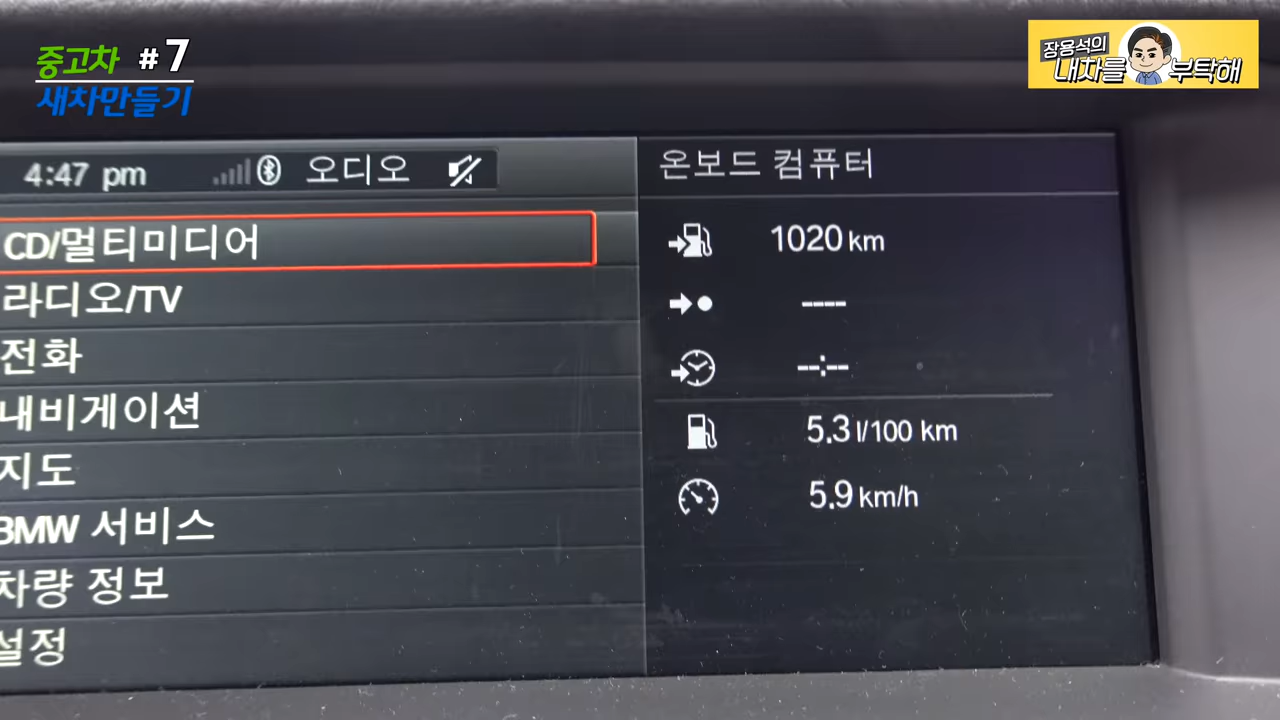 중고차 #7
새차만들기
장용석의
내차를 부탁해
4:47 pm 오디오
CD/멀티미디어
라디오/TV
전화
내비게이션
지도
BMW 서비스
차량 정보
설정
온보드 컴퓨터
1020 km
----
--:--
5.3 l/100 km
5.9 km/h